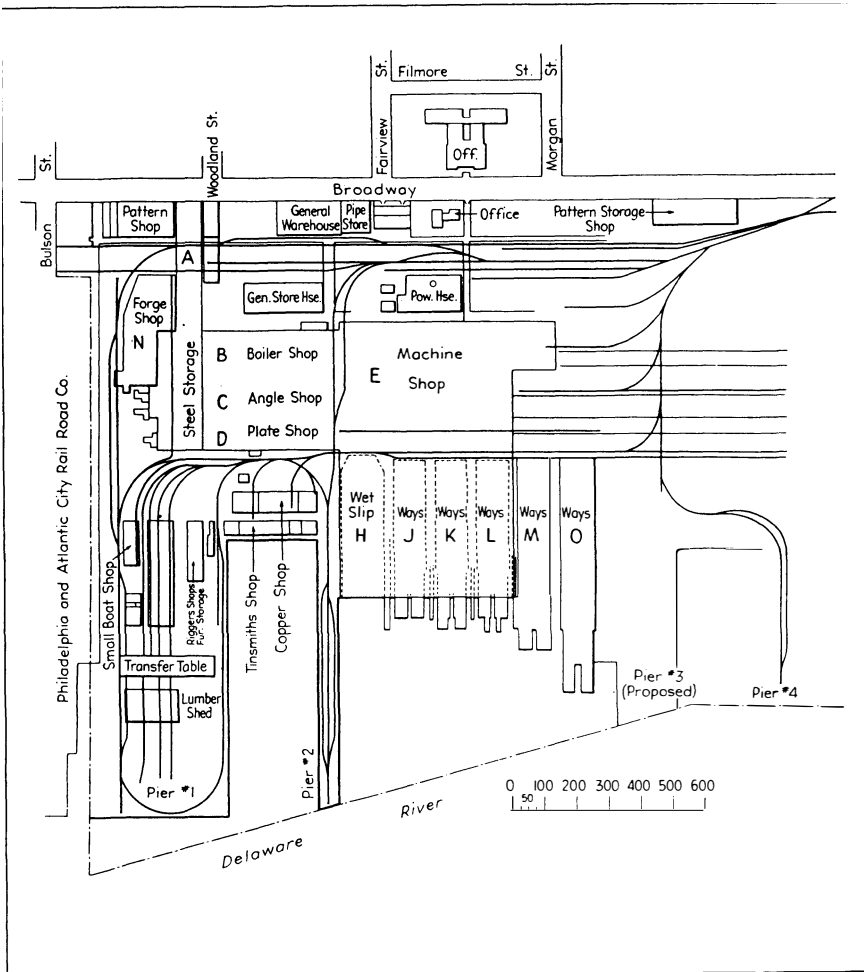 St.
Filmore
St.
St.
Fairview
Morgan
Off.
St.
Woodland St.
Broadway
Bulson
Pattern
Shop
General
Warehouse
Pipe
Store
Office
Pattern Storage
Shop
A
Forge
Shop
N
Gen. Store Hse.
Pow. Hse.
Steel Storage
B Boiler Shop
C Angle Shop
D Plate Shop
E
Machine
Shop
Philadelphia and Atlantic City Rail Road Co.
Wet
Slip
H
Ways
J
Ways
K
Ways
L
Ways
M
Ways
O
Small Boat Shop
Riggers Shops
Fur. Storage
Tinsmiths Shop
Copper Shop
Transfer Table
Lumber
Shed
Pier #1
Pier #2
Pier #3
(Proposed)
Pier #4
0 100 200 300 400 500 600
50
Delaware River